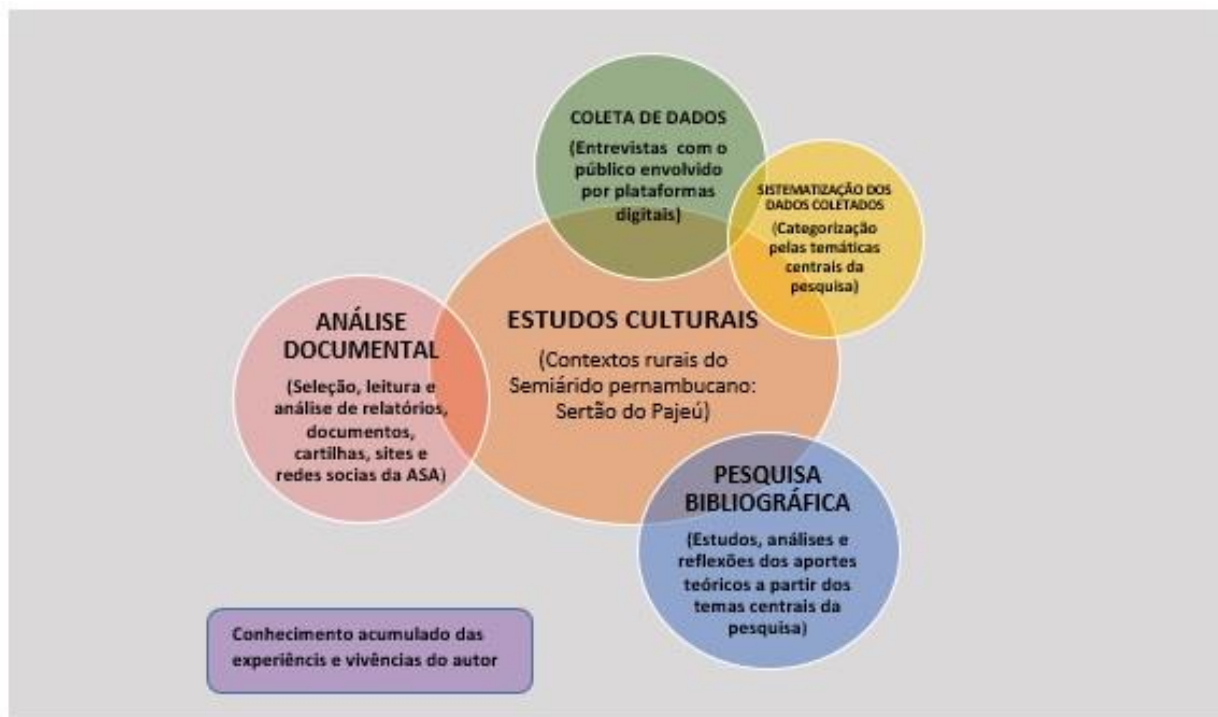 COLETA DE DADOS
(Entrevistas com o
público envolvido
por plataformas
digitais)
SISTEMATIZAÇÃO DOS
DADOS COLETADOS
(Categorização
pelas temáticas
centrais da
pesquisa)
ESTUDOS CULTURAIS
(Contextos rurais do
Semiárido pernambucano:
Sertão do Pajeú)
ANÁLISE
DOCUMENTAL
(Seleção, leitura e
análise de relatórios,
documentos,
cartilhas, sites e
redes socias da ASA)
PESQUISA
BIBLIOGRÁFICA
(Estudos, análises e
reflexões dos aportes
teóricos a partir dos
temas centrais da
pesquisa)
Conhecimento acumulado das
experiêncis e vivências do autor